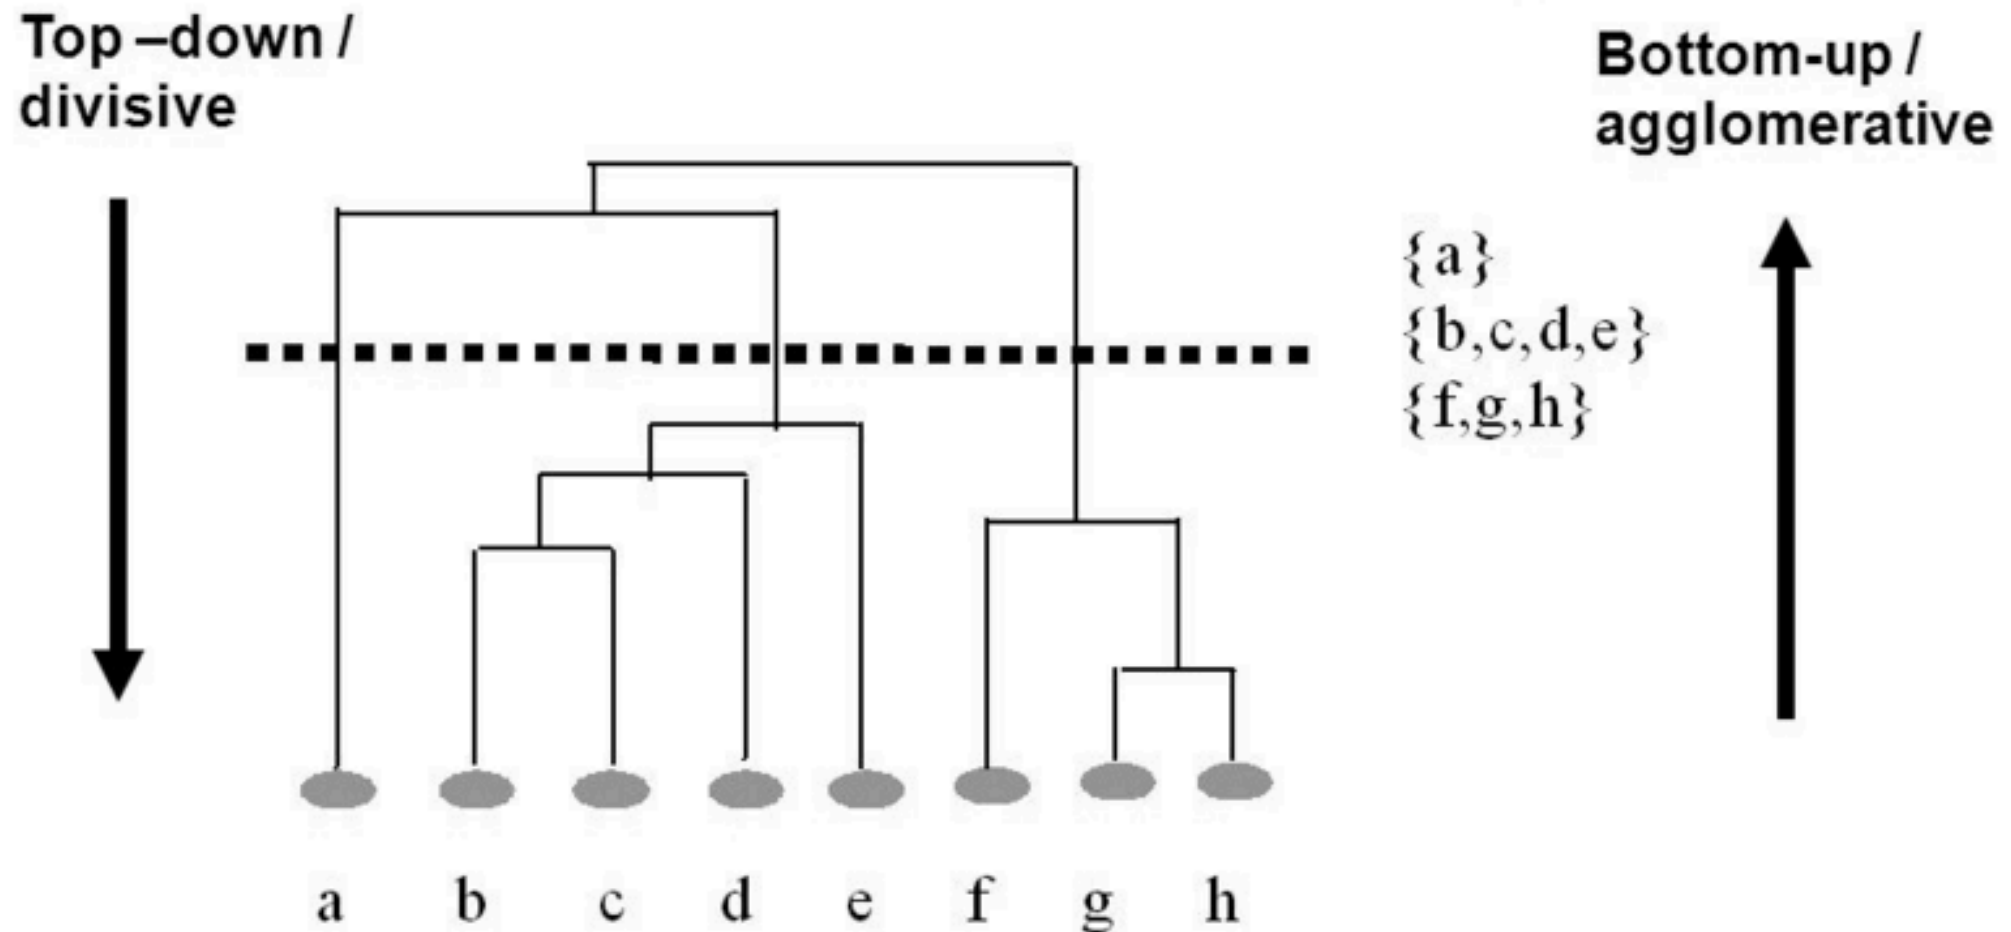 Top –down /
divisive
Bottom-up /
agglomerative
{a}
{b,c,d,e}
{f,g,h}
a b c d e f g h